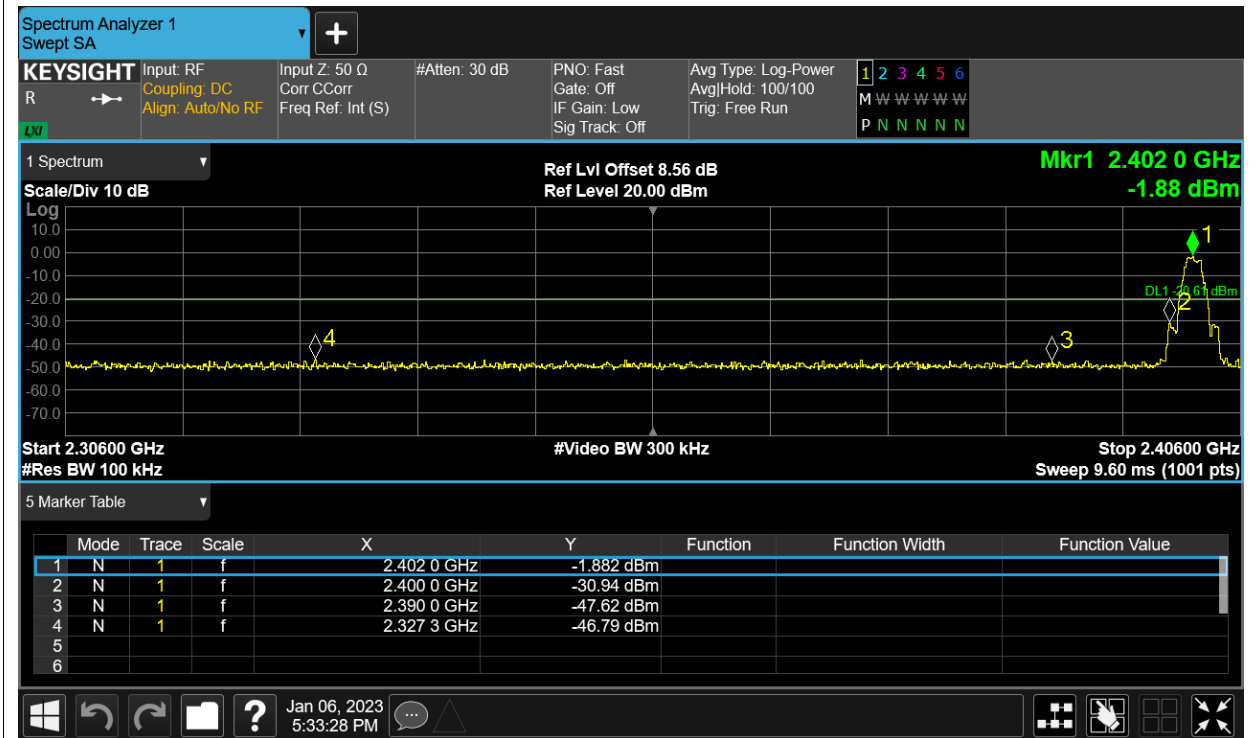 Spectrum Analyzer 1
Swept SA
+
KEYSIGHT
R
LXI
Input: RF
Coupling: DC
Align: Auto/No RF
Input Z: 50 Ω
Corr CCorr
Freq Ref: Int (S)
#Atten: 30 dB
PNO: Fast
Gate: Off
IF Gain: Low
Sig Track: Off
Avg Type: Log-Power
Avg|Hold: 100/100
Trig: Free Run
1 2 3 4 5 6
M W W W W W
P N N N N N
1 Spectrum
Scale/Div 10 dB
Ref Lvl Offset 8.56 dB
Ref Level 20.00 dBm
Mkr1 2.402 0 GHz
-1.88 dBm
Log
10.0
0.00
-10.0
-20.0
-30.0
-40.0
-50.0
-60.0
-70.0
1
DL1 -20.61 dBm
2
3
4
Start 2.30600 GHz
#Res BW 100 kHz
#Video BW 300 kHz
Stop 2.40600 GHz
Sweep 9.60 ms (1001 pts)
5 Marker Table
Mode Trace Scale X Y Function Function Width Function Value
1 N 1 f 2.402 0 GHz -1.882 dBm
2 N 1 f 2.400 0 GHz -30.94 dBm
3 N 1 f 2.390 0 GHz -47.62 dBm
4 N 1 f 2.327 3 GHz -46.79 dBm
5
6
?
Jan 06, 2023
5:33:28 PM